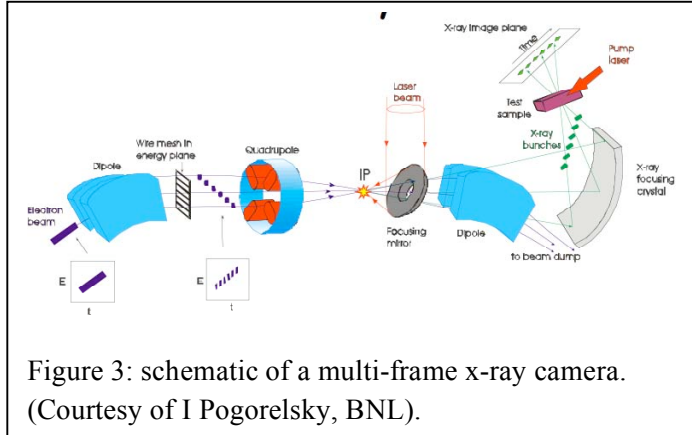 X-ray image plane
Time
Pump
laser
Laser
beam
Test
sample
Wire mesh in
energy plane
Quadrupole
X-ray
bunches
Dipole
IP
X-ray
focusing
crystal
Electron
beam
Focusing
mirror
Dipole
to beam dump
E
t
E
t
Figure 3: schematic of a multi-frame x-ray camera.
(Courtesy of I Pogorelsky, BNL).